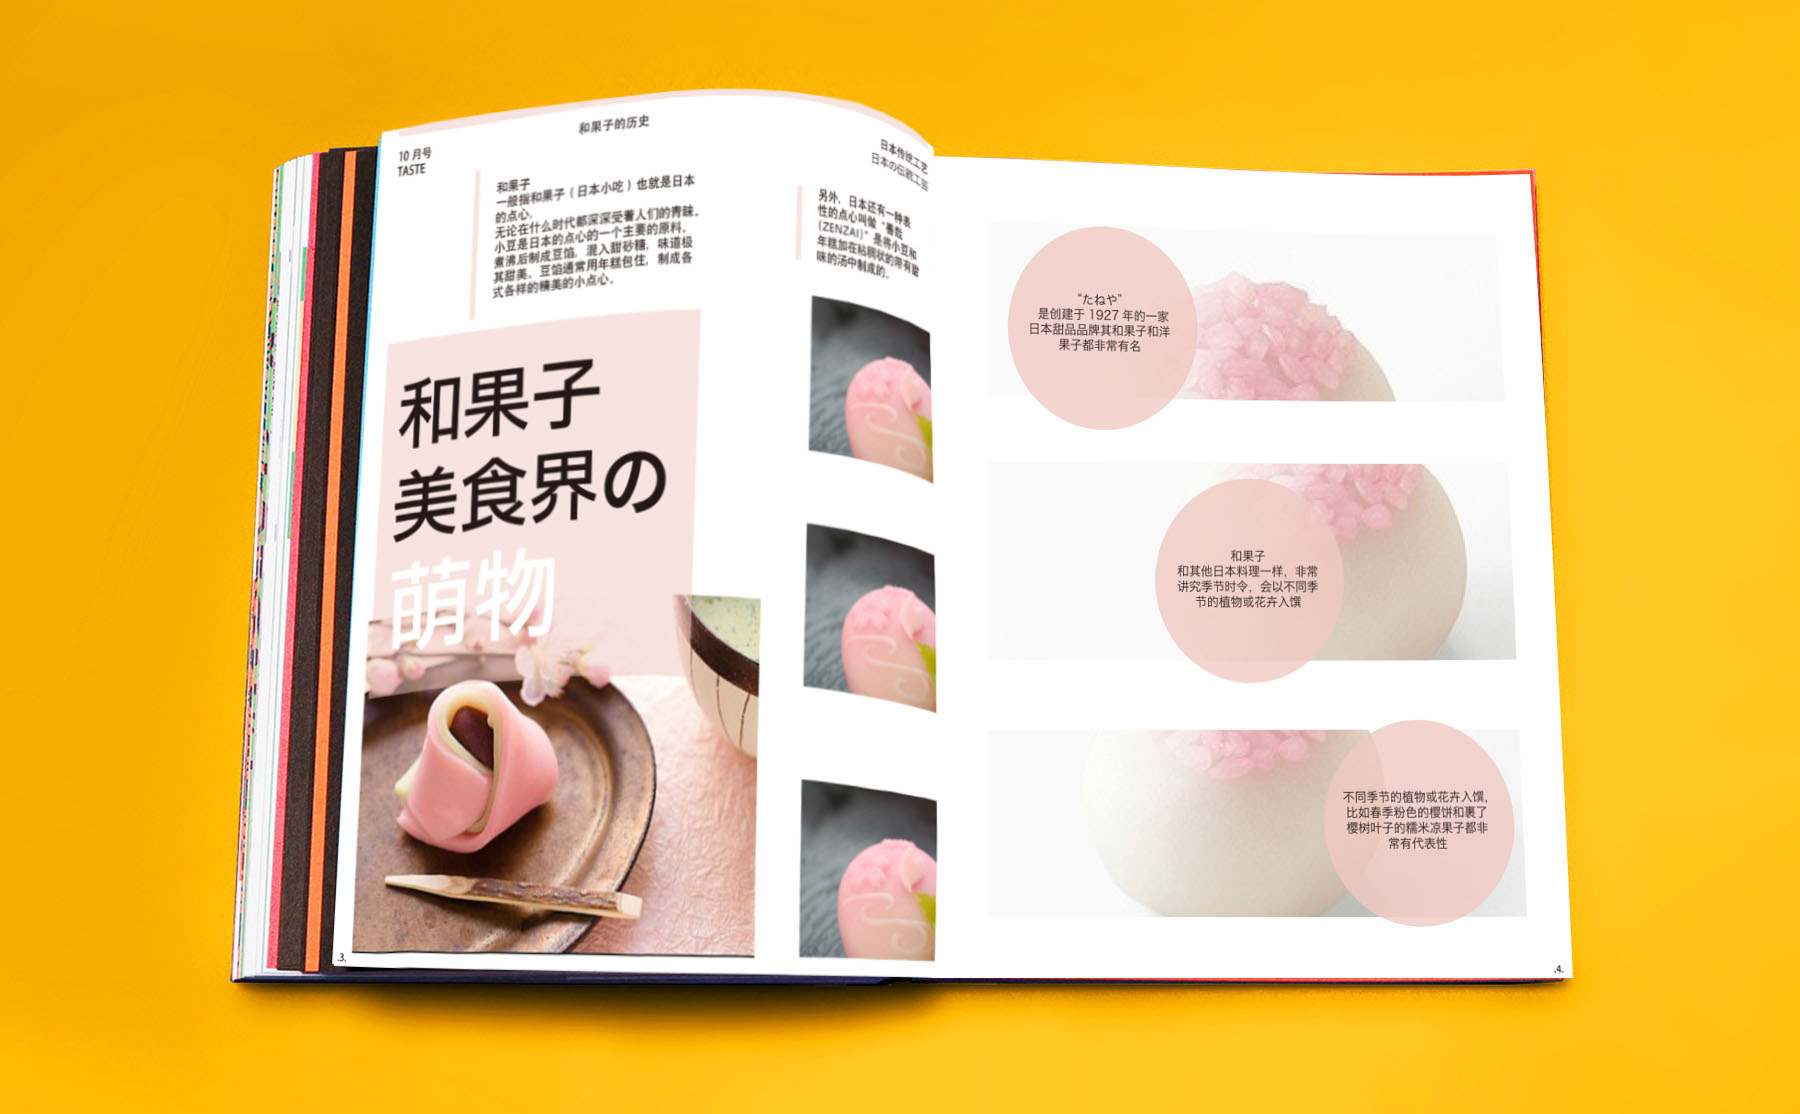 和果子的历史
10 月号
TASTE
日本传统工艺
日本の伝統工芸
和果子
一般指和果子（日本小吃）也就是日本
的点心。
无论在什么时代都深深受着人们的青睐。
小豆是日本的点心的一个主要的原料。
煮沸后制成豆馅，混入甜砂糖，味道极
其甜美。豆馅通常用年糕包住，制成各
式各样的精美的小点心。
另外，日本还有一种表
性的点心叫做“善哉
（ZENZAI）”是将小豆和
年糕加在粘稠状的带有甜
味的汤中制成的。
和果子
美食界の
萌物
.3.
“たねや”
是创建于 1927 年的一家
日本甜品品牌其和果子和洋
果子都非常有名
和果子
和其他日本料理一样，非常
讲究季节时令，会以不同季
节的植物或花卉入馔
不同季节的植物或花卉入馔，
比如春季粉色的樱饼和裹了
樱树叶子的糯米凉果子都非
常有代表性
.4.